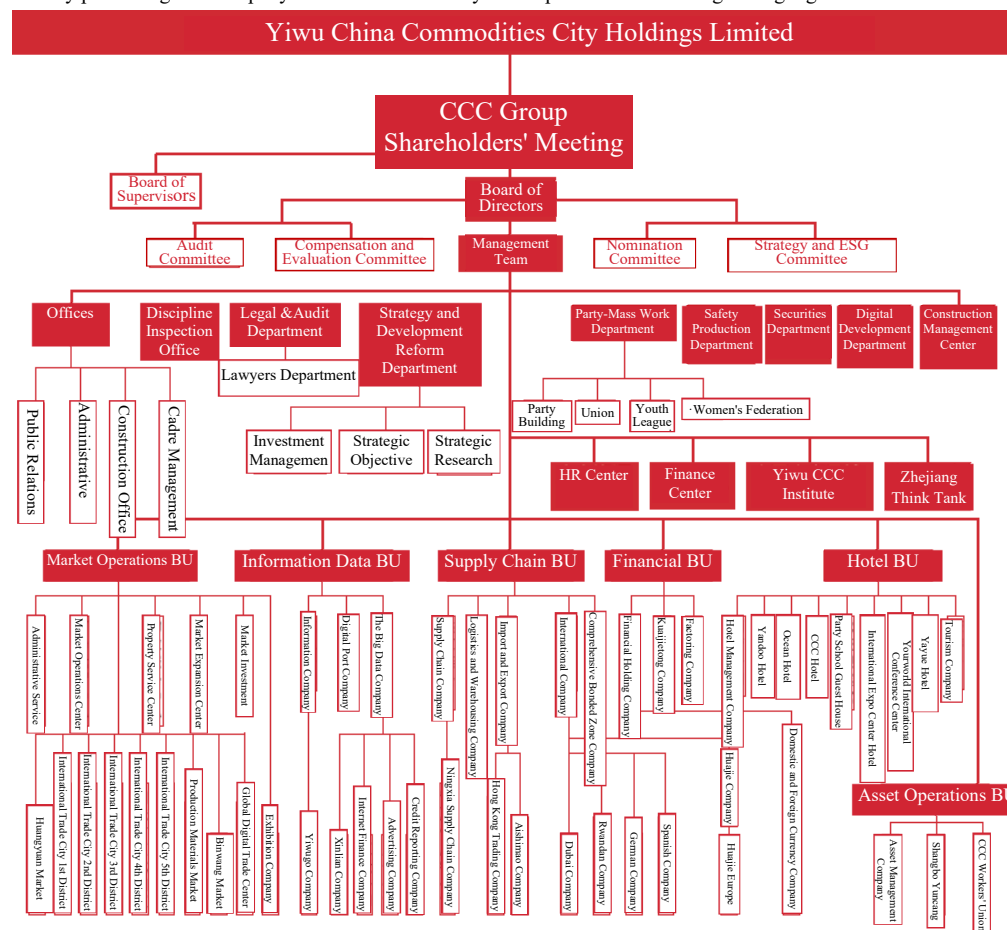 Yiwu China Commodities City Holdings Limited
CCC Group
Shareholders' Meeting
Board of
Supervisors
Board of
Directors
Audit
Committee
Compensation and
Evaluation Committee
Management
Team
Nomination
Committee
Strategy and ESG
Committee
Offices
Discipline
Inspection
Office
Legal &Audit
Department
Lawyers Department
Strategy and
Development
Reform
Department
Party-Mass Work
Department
Safety
Production
Department
Securities
Department
Digital
Development
Department
Construction
Management
Center
Public Relations
Administrative
Construction Office
Cadre Management
Investment
Managemen
Strategic
Objective
Strategic
Research
Party
Building
Union
Youth
League
·Women's Federation
HR Center
Finance
Center
Yiwu CCC
Institute
Zhejiang
Think Tank
Market Operations BU
Information Data BU
Supply Chain BU
Financial BU
Hotel BU
Administrative Service
Market Operations Center
Property Service Center
Market Expansion Center
Market Investment
Information Company
Digital Port Company
The Big Data Company
Supply Chain Company
Logistics and Warehousing Company
Import and Export Company
International Company
Comprehensive Bonded Zone Company
Financial Holding Company
Kuaijietong Company
Factoring Company
Hotel Management Company
Yandoo Hotel
Ocean Hotel
CCC Hotel
Party School Guest House
International Expo Center Hotel
Yourworld International
Conference Center
Yayue Hotel
Tourism Company
Huangyuan Market
International Trade City 1st District
International Trade City 2nd District
International Trade City 3rd District
International Trade City 4th District
International Trade City 5th District
Production Materials Market
Binwang Market
Global Digital Trade Center
Exhibition Company
Yiwugo Company
Xinlian Company
Internet Finance Company
Advertising Company
Credit Reporting Company
Ningxia Supply Chain Company
Hong Kong Trading Company
Aishimao Company
Dubai Company
Rwandan Company
German Company
Spanish Company
Huajie Company
Huajie Europe
Domestic and Foreign Currency Company
Asset Operations BU
Asset Management
Company
Shangbo Yuncang
CCC Workers' Union